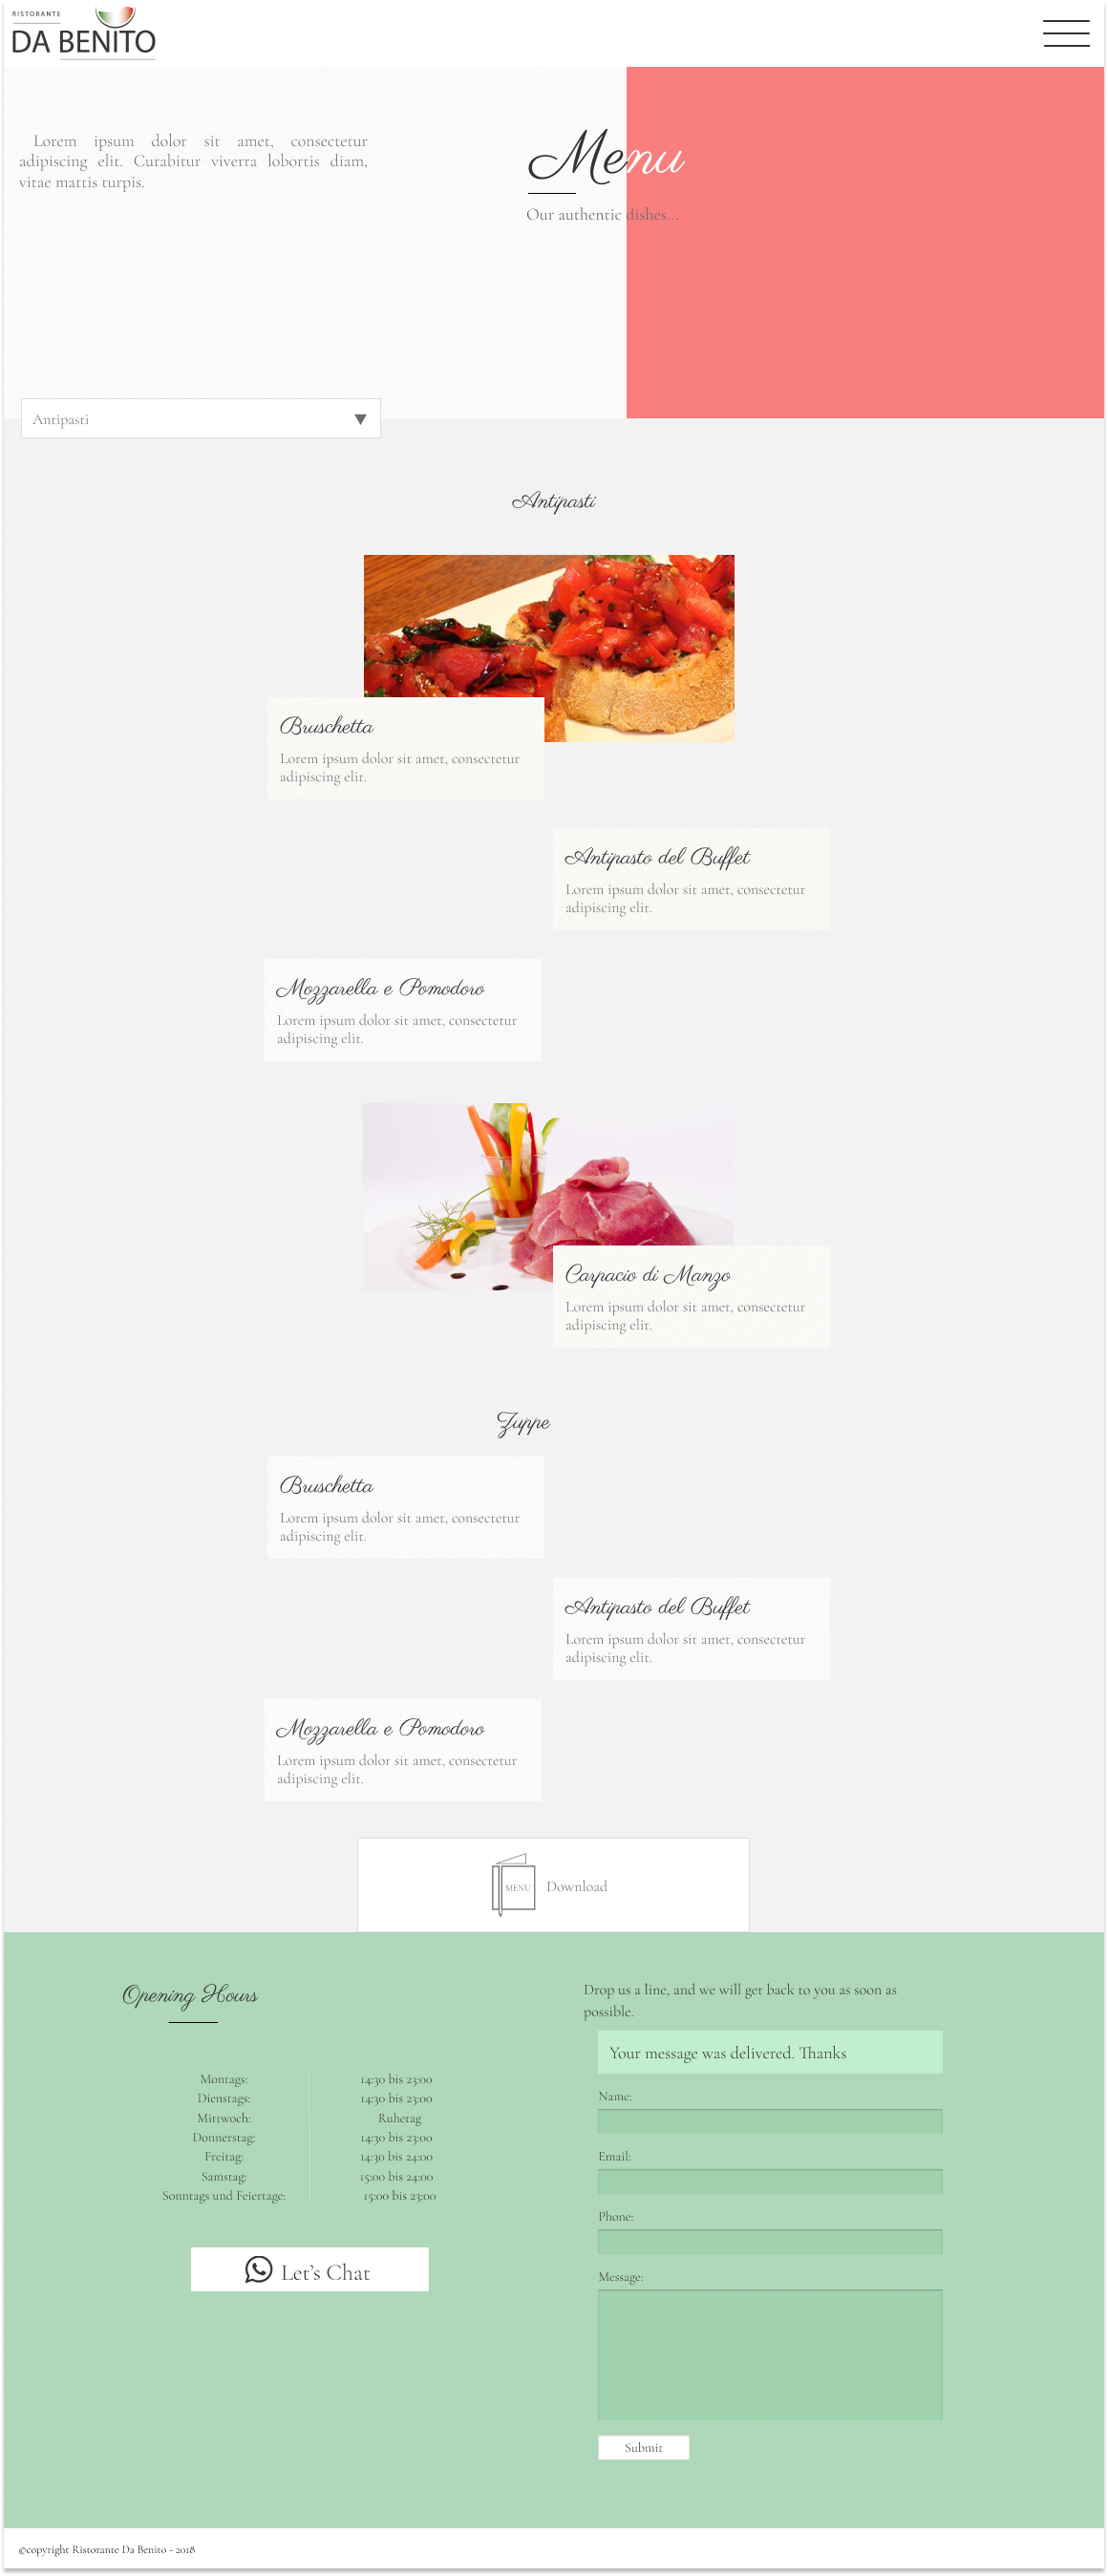 RISTORANTE
DA BENITO
Lorem ipsum dolor sit amet, consectetur
adipiscing elit. Curabitur viverra lobortis diam,
vitae mattis turpis.
Menu
Our authentic dishes...
Antipasti
Antipasti
Bruschetta
Lorem ipsum dolor sit amet, consectetur
adipiscing elit.
Antipasto del Buffet
Lorem ipsum dolor sit amet, consectetur
adipiscing elit.
Mozzarella e Pomodoro
Lorem ipsum dolor sit amet, consectetur
adipiscing elit.
Carpacio di Manzo
Lorem ipsum dolor sit amet, consectetur
adipiscing elit.
Zuppe
Bruschetta
Lorem ipsum dolor sit amet, consectetur
adipiscing elit.
Antipasto del Buffet
Lorem ipsum dolor sit amet, consectetur
adipiscing elit.
Mozzarella e Pomodoro
Lorem ipsum dolor sit amet, consectetur
adipiscing elit.
MENU Download
Opening Hours
Montags: 14:30 bis 23:00
Dienstags: 14:30 bis 23:00
Mittwoch: Ruhetag
Donnerstag: 14:30 bis 23:00
Freitag: 14:30 bis 24:00
Samstag: 15:00 bis 24:00
Sonntags und Feiertage: 15:00 bis 23:00
Let's Chat
Drop us a line, and we will get back to you as soon as
possible.
Your message was delivered. Thanks
Name:
Email:
Phone:
Message:
Submit
©copyright Ristorante Da Benito - 2018